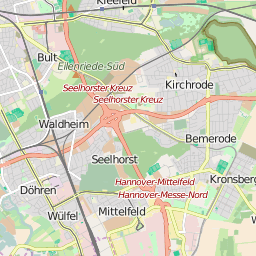 Kleefeld
Bult
Eilenriede Süd
Kirchrode
Seelhorster Kreuz
Seelhorster Kreuz
Waldheim
Bemerode
Seelhorst
Hannover-Mittelfeld
Kronsberg
Döhren
Hannover-Messe-Nord
Wülfel
Mittelfeld